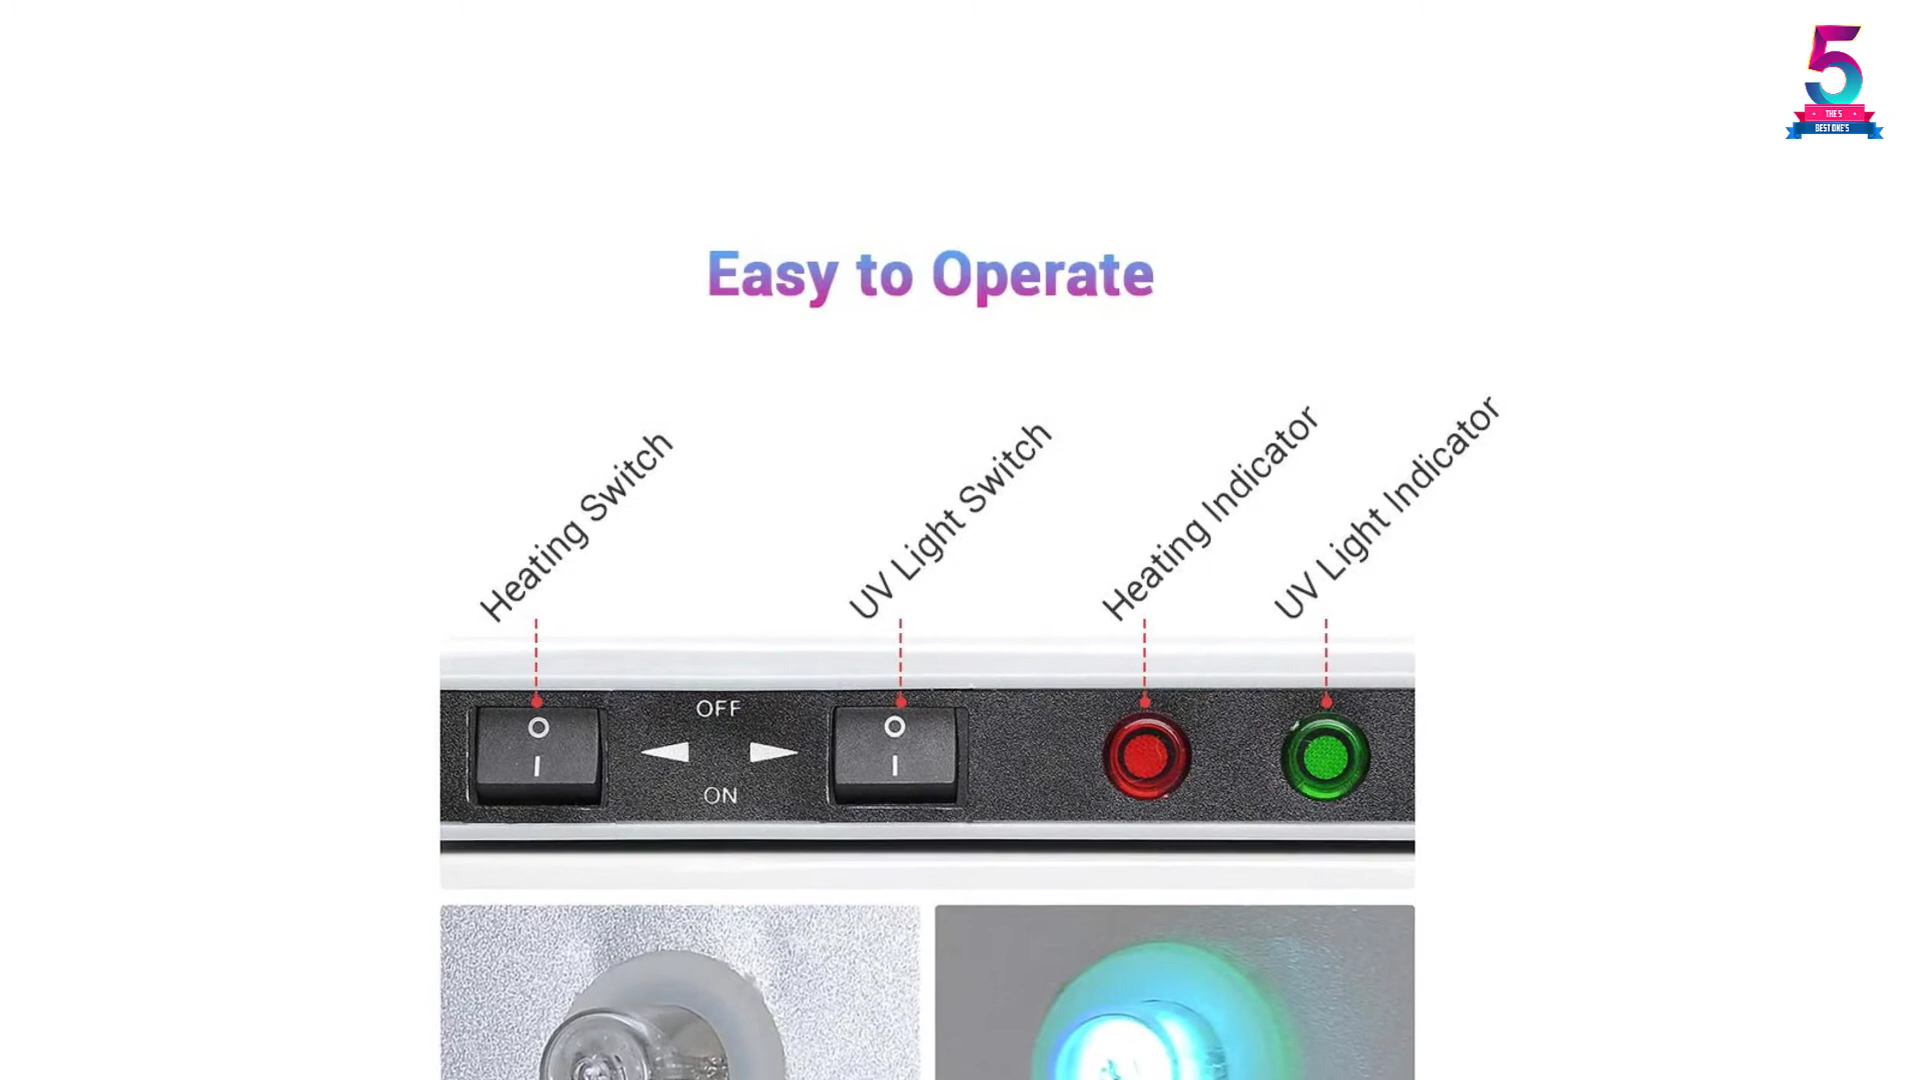 5
THE 5
BEST ONE'S
Easy to Operate
Heating Switch
UV Light Switch
Heating Indicator
UV Light Indicator
OFF
ON
O
I
O
I